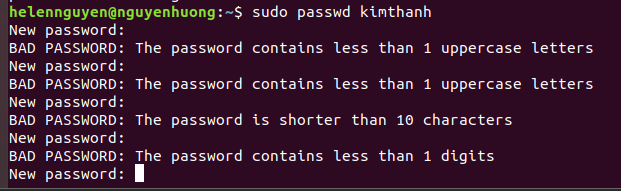 helennguyen@nguyenhuong:~$ sudo passwd kimthanh
New password:
BAD PASSWORD: The password contains less than 1 uppercase letters
New password:
BAD PASSWORD: The password contains less than 1 uppercase letters
New password:
BAD PASSWORD: The password is shorter than 10 characters
New password:
BAD PASSWORD: The password contains less than 1 digits
New password: